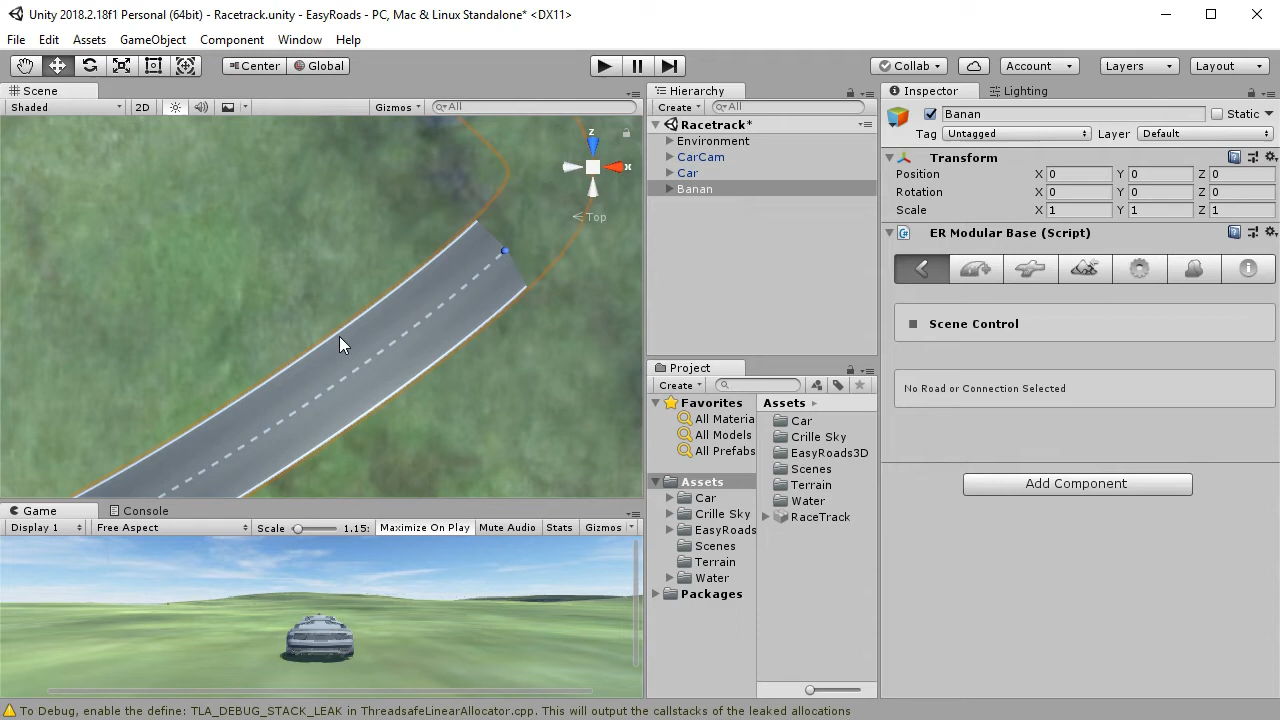 Unity 2018.2.18f1 Personal (64bit) - Racetrack.unity - EasyRoads - PC, Mac & Linux Standalone* <DX11>
File Edit Assets GameObject Component Window Help
Center Global Collab Account Layers Layout
Scene
Shaded 2D Gizmos All
z
x
Top
Hierarchy
Create All
Racetrack*
Environment
CarCam
Car
Banan
Inspector Lighting
Banan Static
Tag Untagged Layer Default
Transform
Position X 0 Y 0 Z 0
Rotation X 0 Y 0 Z 0
Scale X 1 Y 1 Z 1
ER Modular Base (Script)
Scene Control
No Road or Connection Selected
Add Component
Project
Create
Favorites
All Materia
All Models
All Prefabs
Assets
Car
Crille Sky
EasyRoads
Scenes
Terrain
Water
Packages
Assets
Car
Crille Sky
EasyRoads3D
Scenes
Terrain
Water
RaceTrack
Game Console
Display 1 Free Aspect Scale 1.15: Maximize On Play Mute Audio Stats Gizmos
To Debug, enable the define: TLA_DEBUG_STACK_LEAK in ThreadsafeLinearAllocator.cpp. This will output the callstacks of the leaked allocations